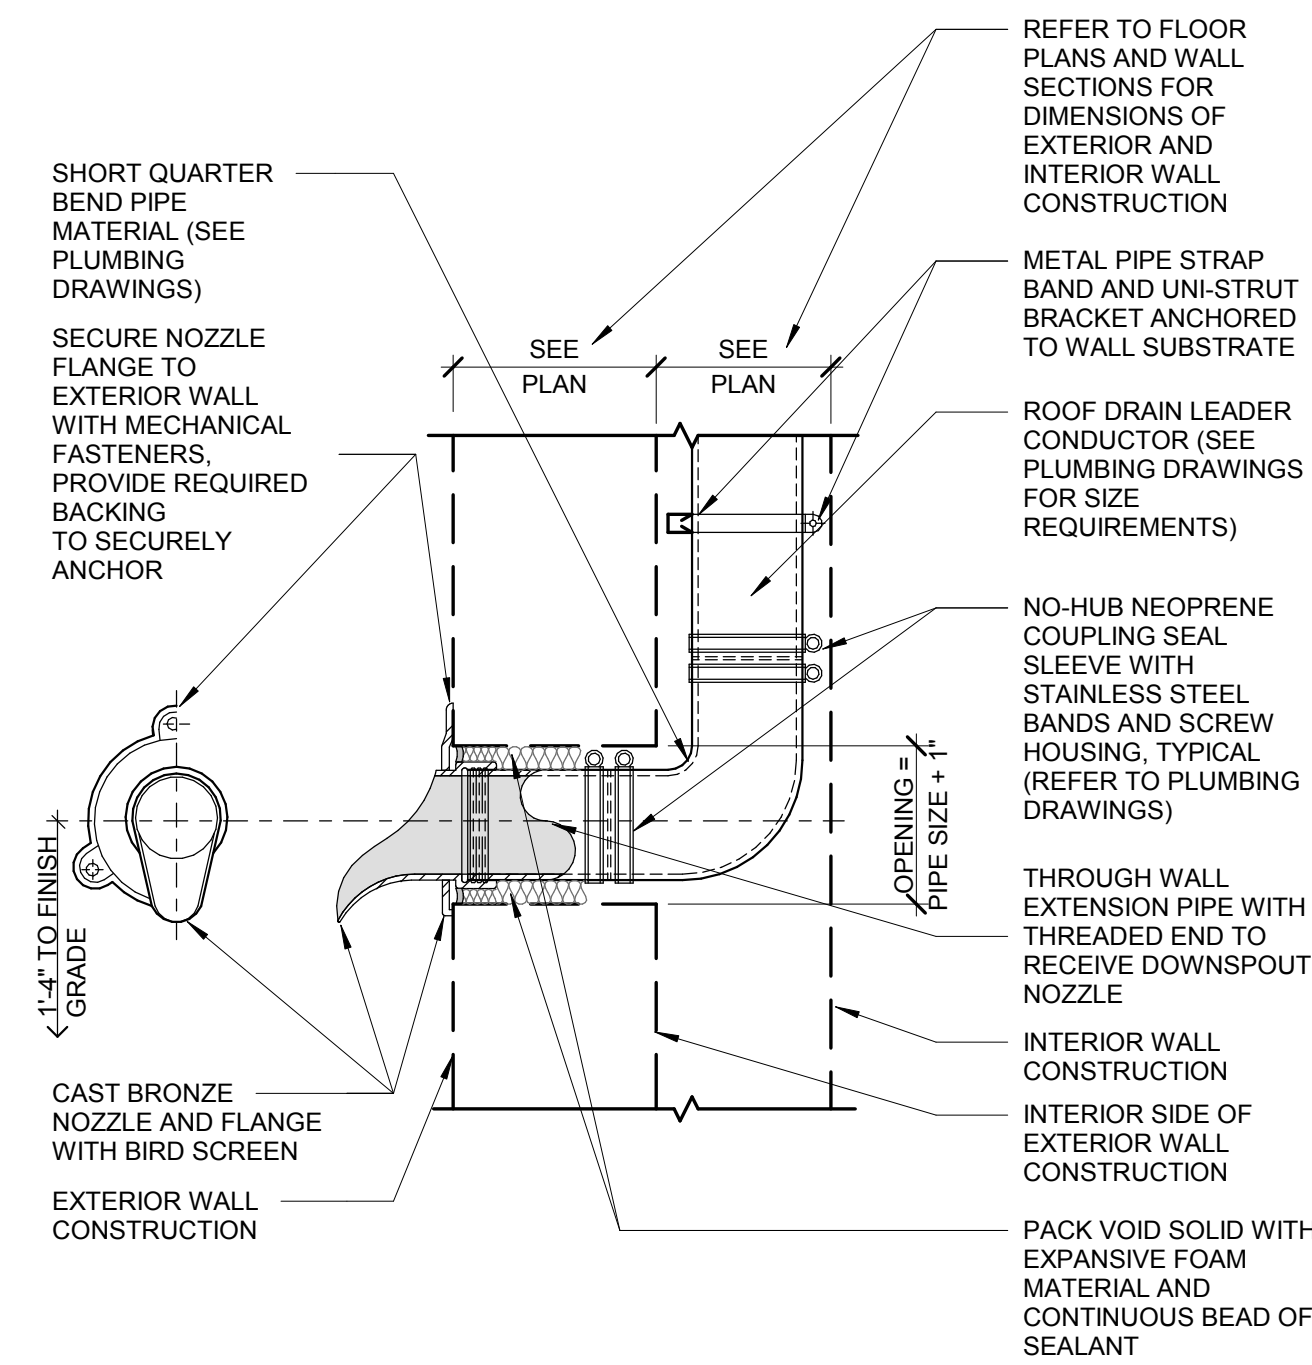 SHORT QUARTER
BEND PIPE
MATERIAL (SEE
PLUMBING
DRAWINGS)
SECURE NOZZLE
FLANGE TO
EXTERIOR WALL
WITH MECHANICAL
FASTENERS,
PROVIDE REQUIRED
BACKING
TO SECURELY
ANCHOR
1'-4" TO FINISH
GRADE
CAST BRONZE
NOZZLE AND FLANGE
WITH BIRD SCREEN
EXTERIOR WALL
CONSTRUCTION
SEE
PLAN
SEE
PLAN
OPENING =
PIPE SIZE + 1"
REFER TO FLOOR
PLANS AND WALL
SECTIONS FOR
DIMENSIONS OF
EXTERIOR AND
INTERIOR WALL
CONSTRUCTION
METAL PIPE STRAP
BAND AND UNI-STRUT
BRACKET ANCHORED
TO WALL SUBSTRATE
ROOF DRAIN LEADER
CONDUCTOR (SEE
PLUMBING DRAWINGS
FOR SIZE
REQUIREMENTS)
NO-HUB NEOPRENE
COUPLING SEAL
SLEEVE WITH
STAINLESS STEEL
BANDS AND SCREW
HOUSING, TYPICAL
(REFER TO PLUMBING
DRAWINGS)
THROUGH WALL
EXTENSION PIPE WITH
THREADED END TO
RECEIVE DOWNSPOUT
NOZZLE
INTERIOR WALL
CONSTRUCTION
INTERIOR SIDE OF
EXTERIOR WALL
CONSTRUCTION
PACK VOID SOLID WITH
EXPANSIVE FOAM
MATERIAL AND
CONTINUOUS BEAD OF
SEALANT